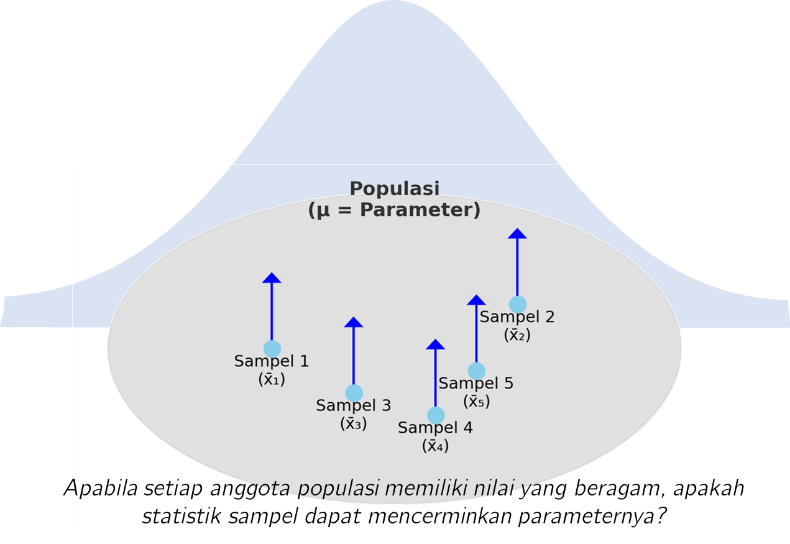 Populasi
(μ = Parameter)
Sampel 2
(x̄₂)
Sampel 1
(x̄₁)
Sampel 5
(x̄₅)
Sampel 3
(x̄₃)
Sampel 4
(x̄₄)
Apabila setiap anggota populasi memiliki nilai yang beragam, apakah
statistik sampel dapat mencerminkan parameternya?